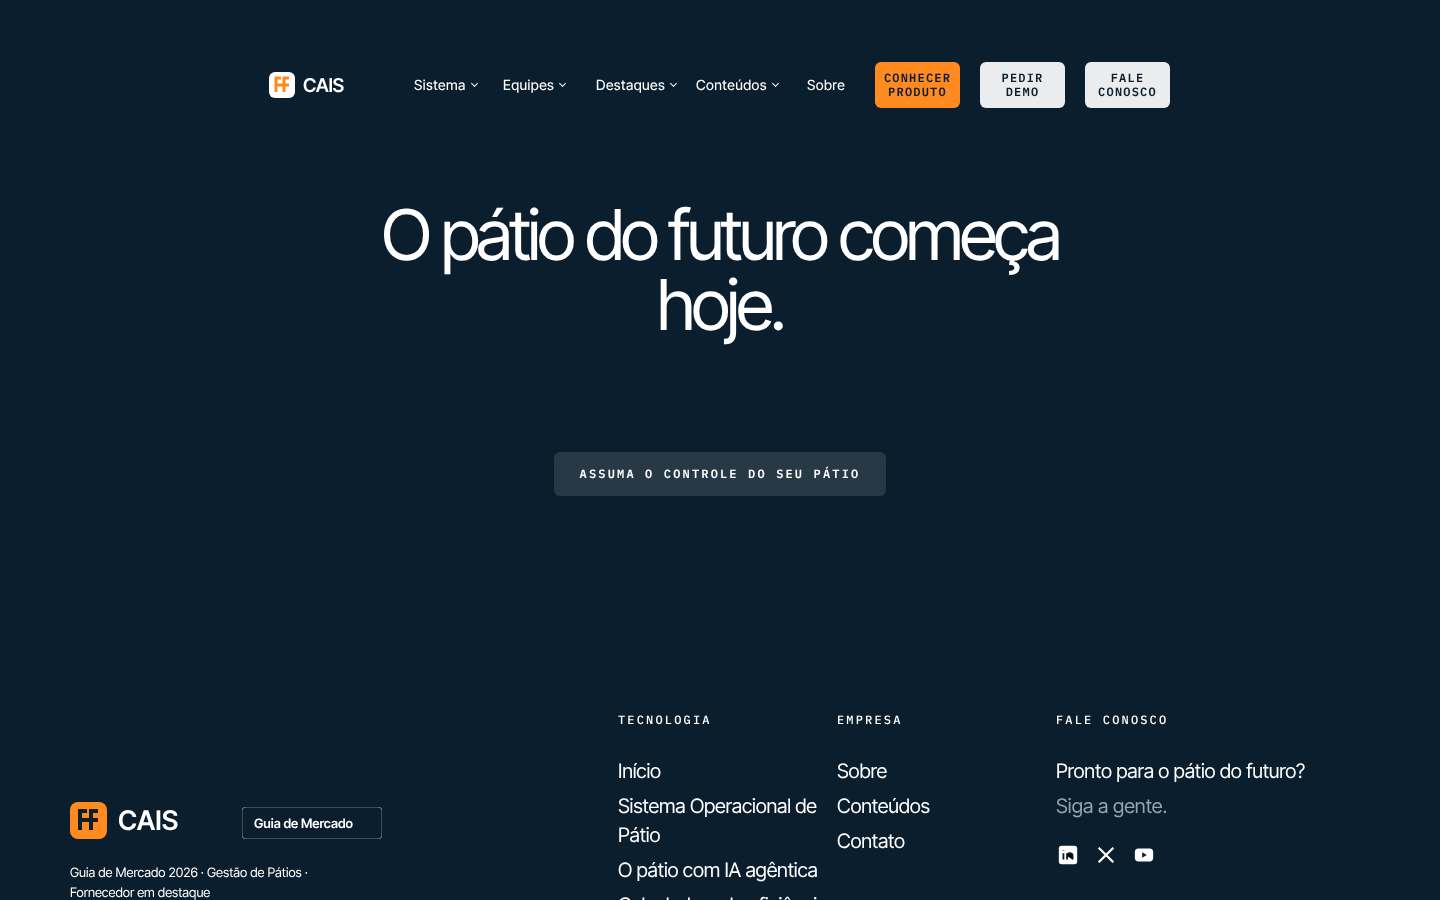 CAIS
Sistema
Equipes
Destaques
Conteúdos
Sobre
CONHECER
PRODUTO
PEDIR
DEMO
FALE
CONOSCO
O pátio do futuro começa
hoje.
ASSUMA O CONTROLE DO SEU PÁTIO
CAIS
Guia de Mercado
Guia de Mercado 2026 · Gestão de Pátios ·
Fornecedor em destaque
TECNOLOGIA
Início
Sistema Operacional de
Pátio
O pátio com IA agêntica
EMPRESA
Sobre
Conteúdos
Contato
FALE CONOSCO
Pronto para o pátio do futuro?
Siga a gente.